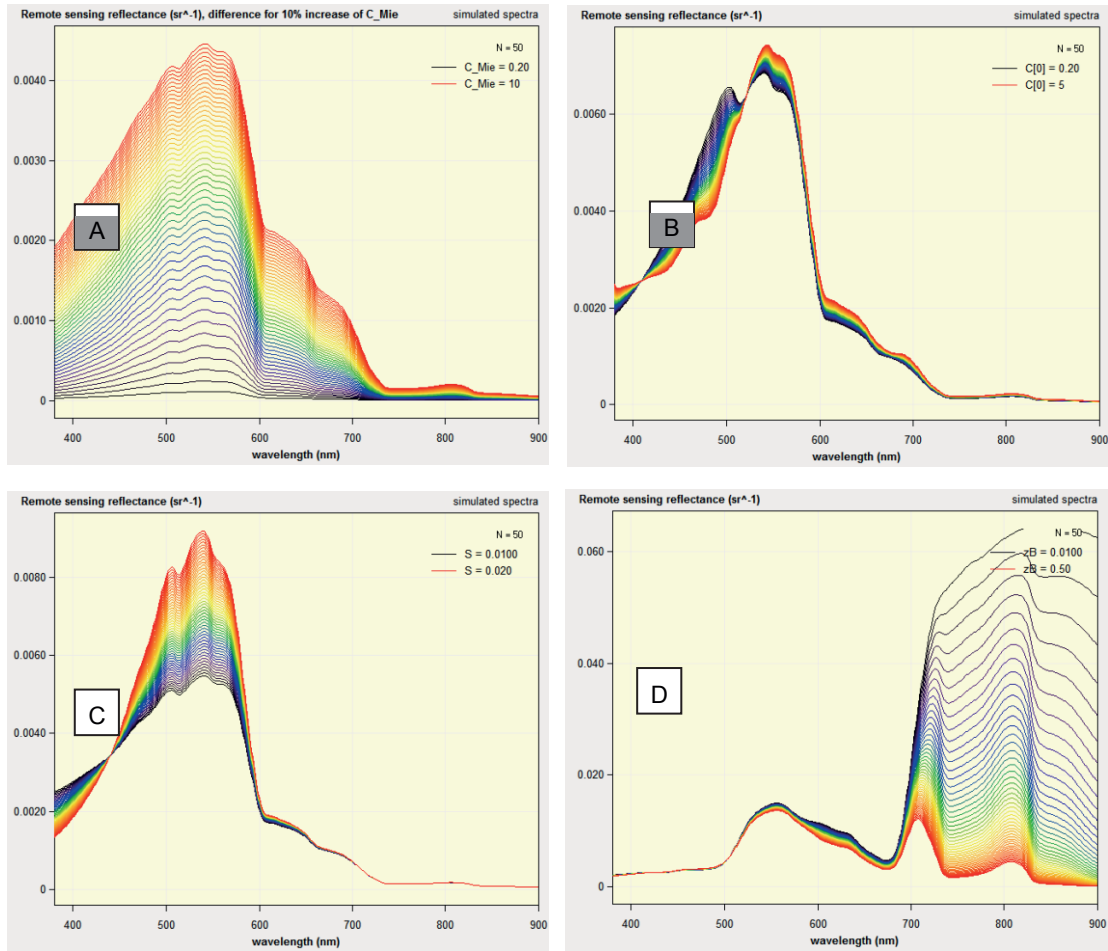 Remote sensing reflectance (sr^-1), difference for 10% increase of C_Mie simulated spectra
N = 50
C_Mie = 0.20
C_Mie = 10
0.0040
0.0030
0.0020
0.0010
0
A
400 500 600 700 800 900
wavelength (nm)
Remote sensing reflectance (sr^-1) simulated spectra
N = 50
C[0] = 0.20
C[0] = 5
0.0060
0.0040
0.0020
0
B
400 500 600 700 800 900
wavelength (nm)
Remote sensing reflectance (sr^-1) simulated spectra
N = 50
S = 0.0100
S = 0.020
0.0080
0.0060
0.0040
0.0020
0
C
400 500 600 700 800 900
wavelength (nm)
Remote sensing reflectance (sr^-1) simulated spectra
N = 50
zB = 0.0100
zB = 0.50
0.060
0.040
0.020
0
D
400 500 600 700 800 900
wavelength (nm)